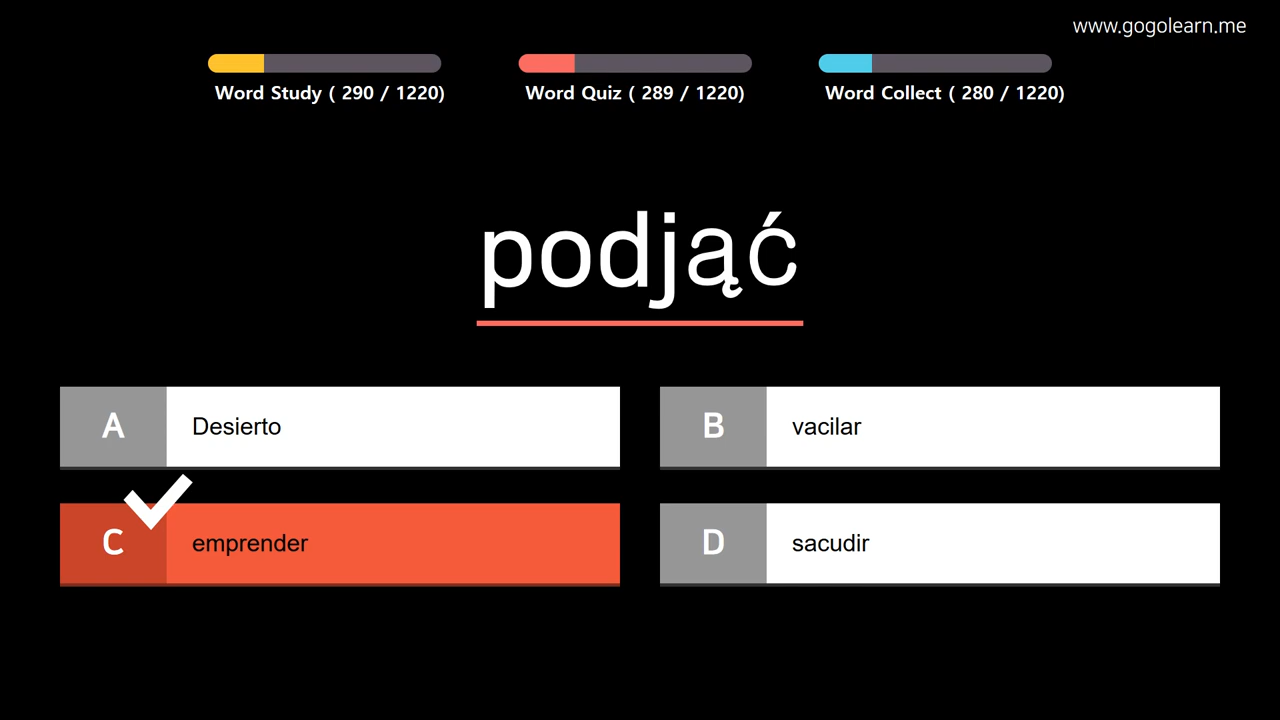 www.gogolearn.me
Word Study ( 290 / 1220)
Word Quiz ( 289 / 1220)
Word Collect ( 280 / 1220)
podjąć
A Desierto
B vacilar
C emprender
D sacudir